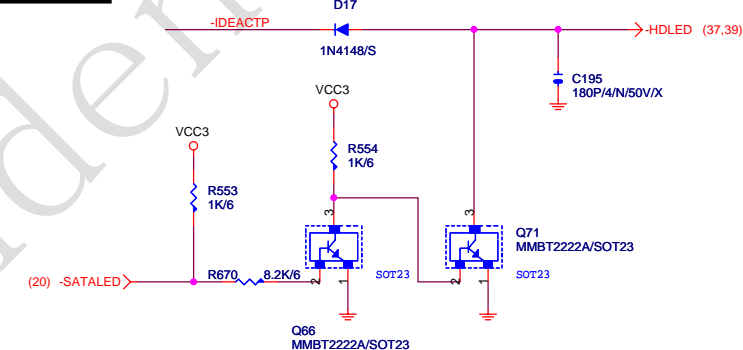 D17
-IDEACTP
1N4148/S
-HDLED (37,39)
C195
180P/4/N/50V/X
VCC3
VCC3
R554
1K/6
R553
1K/6
3
3
Q71
MMBT2222A/SOT23
(20) -SATALED
R670 8.2K/6
2
1
SOT23
2
1
SOT23
Q66
MMBT2222A/SOT23